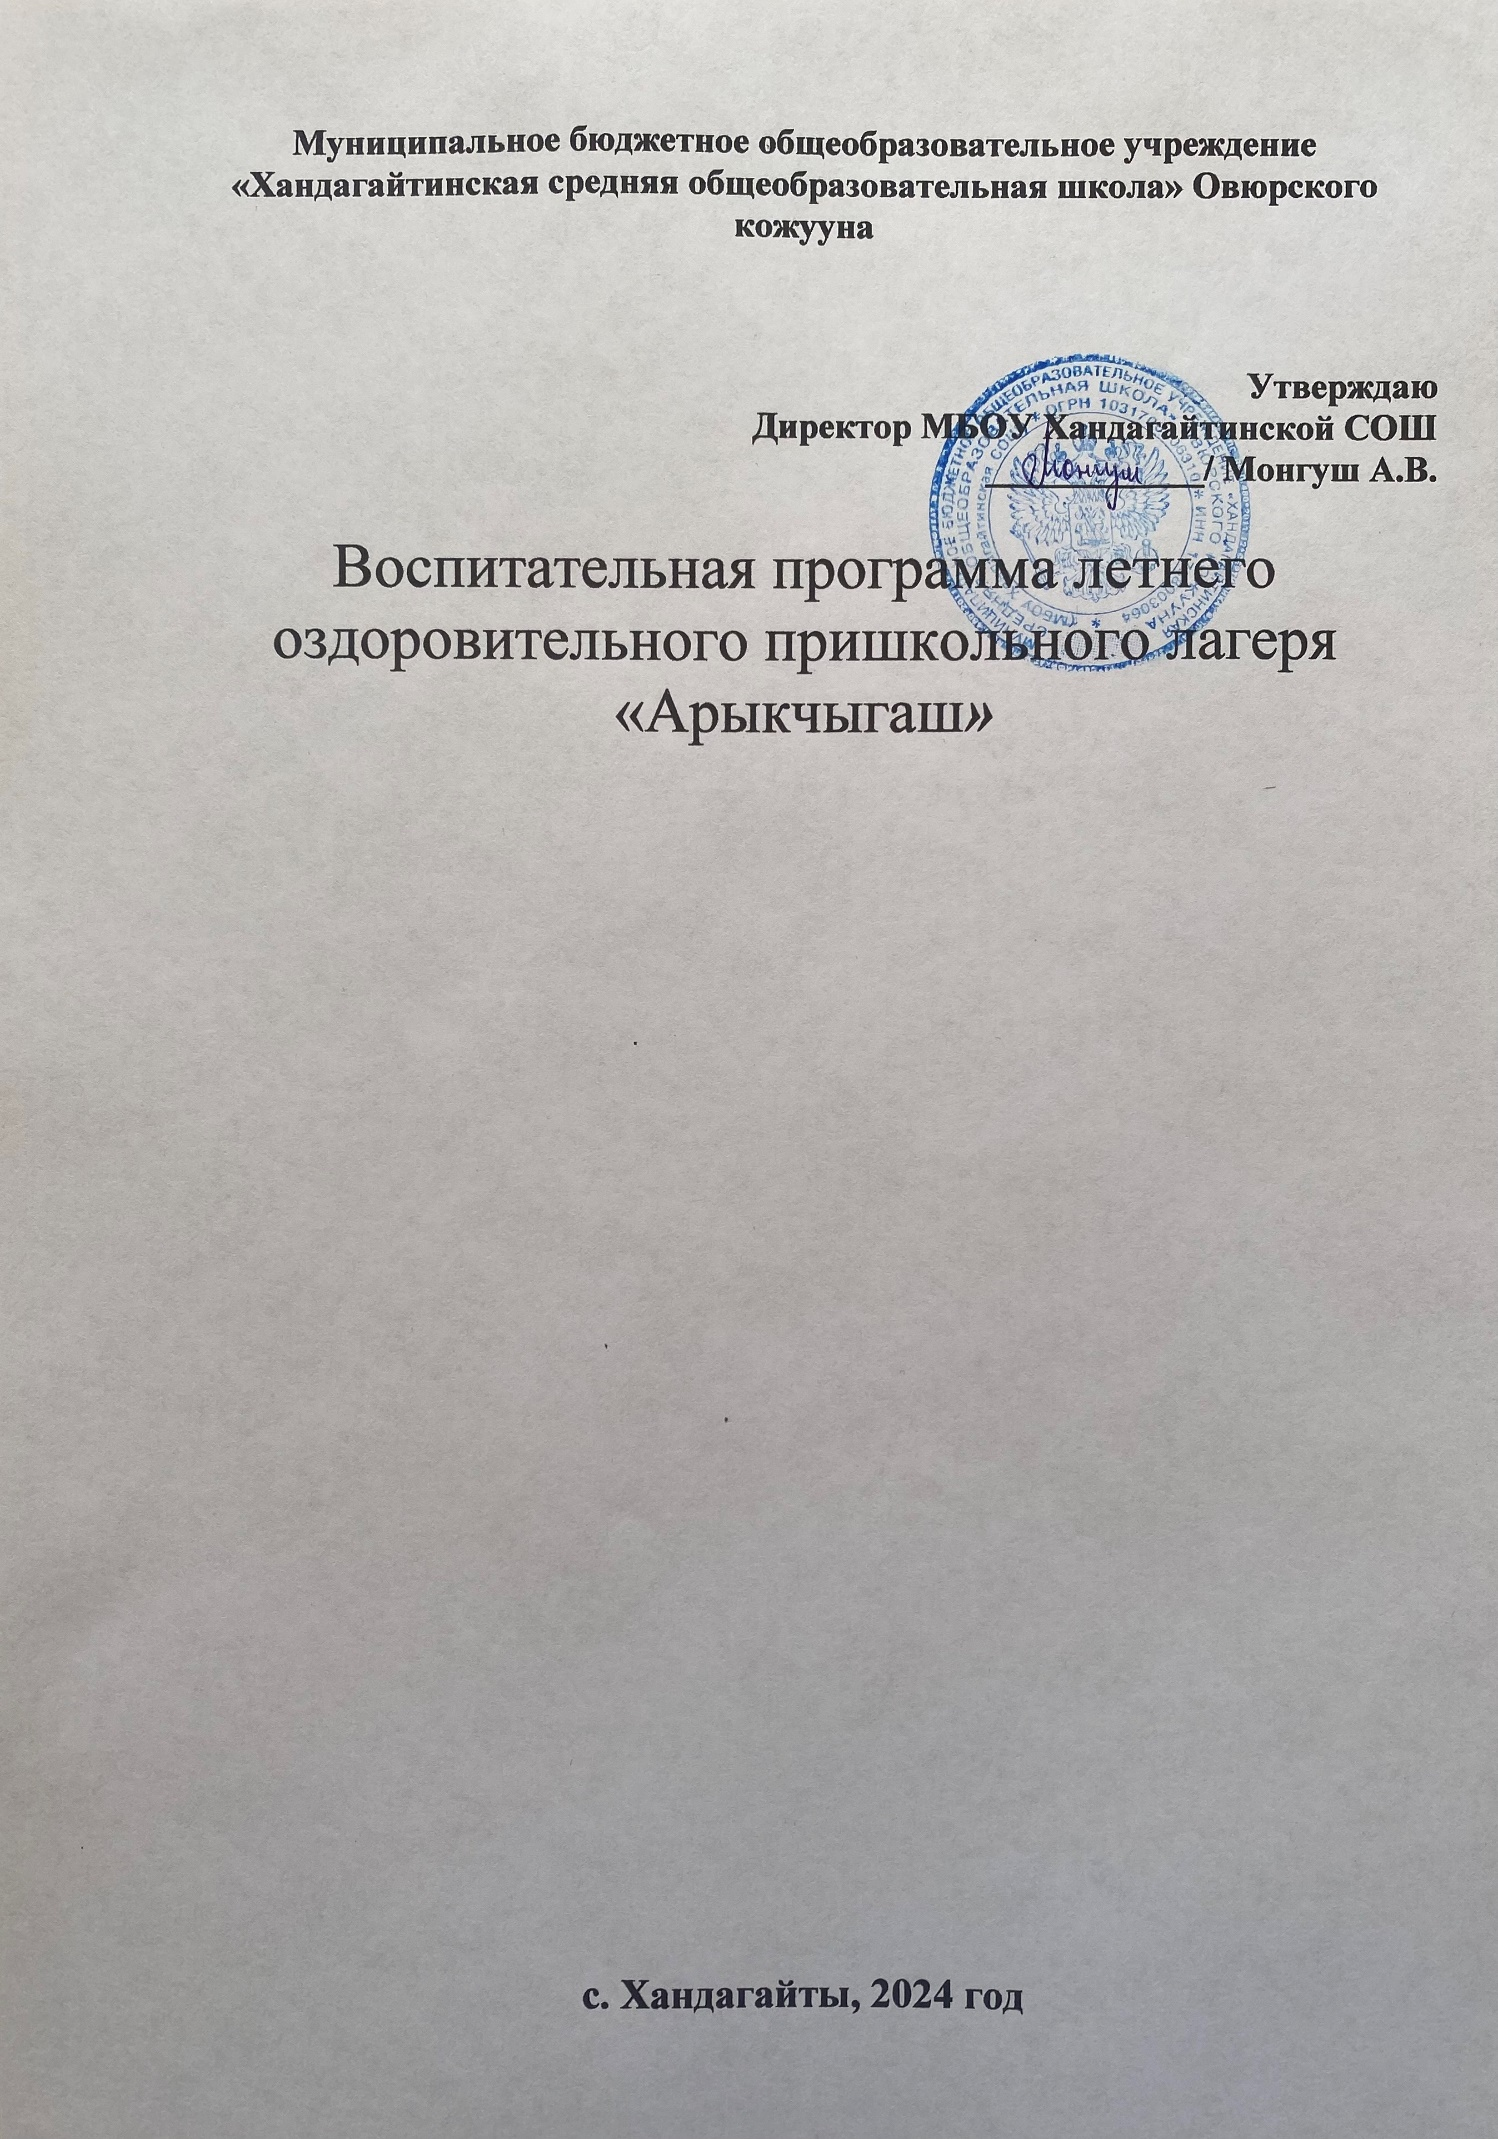 Муниципальное бюджетное общеобразовательное учреждение
«Хандагайтинская средняя общеобразовательная школа» Овюрского
кожууна
Утверждаю
Директор МБОУ Хандагайтинской СОШ
/ Монгуш А.В.
Воспитательная программа летнего
оздоровительного пришкольного лагеря
«Арыкчыгаш»
с. Хандагайты, 2024 год